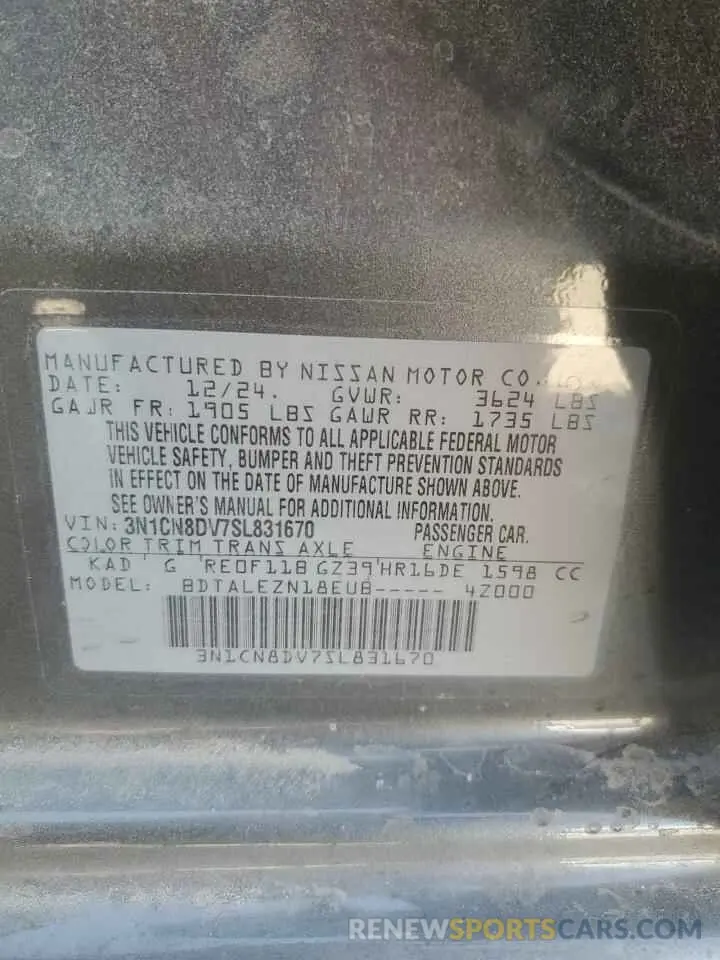 MANUFACTURED BY NISSAN MOTOR CO.,
DATE: 12/24. GVWR: 3624 LBS
GAWR FR: 1905 LBS GAWR RR: 1735 LBS
THIS VEHICLE CONFORMS TO ALL APPLICABLE FEDERAL MOTOR
VEHICLE SAFETY, BUMPER AND THEFT PREVENTION STANDARDS
IN EFFECT ON THE DATE OF MANUFACTURE SHOWN ABOVE.
SEE OWNER'S MANUAL FOR ADDITIONAL INFORMATION.
VIN: 3N1CN8DV7SL831670 PASSENGER CAR.
COLOR TRIM TRANS AXLE ENGINE
KAD G RE0F11B GZ39 HR16DE 1598 CC
MODEL: BDTALEZN18EUB----- 4Z000
3N1CN8DV7SL831670
RENEWSPORTSCARS.COM